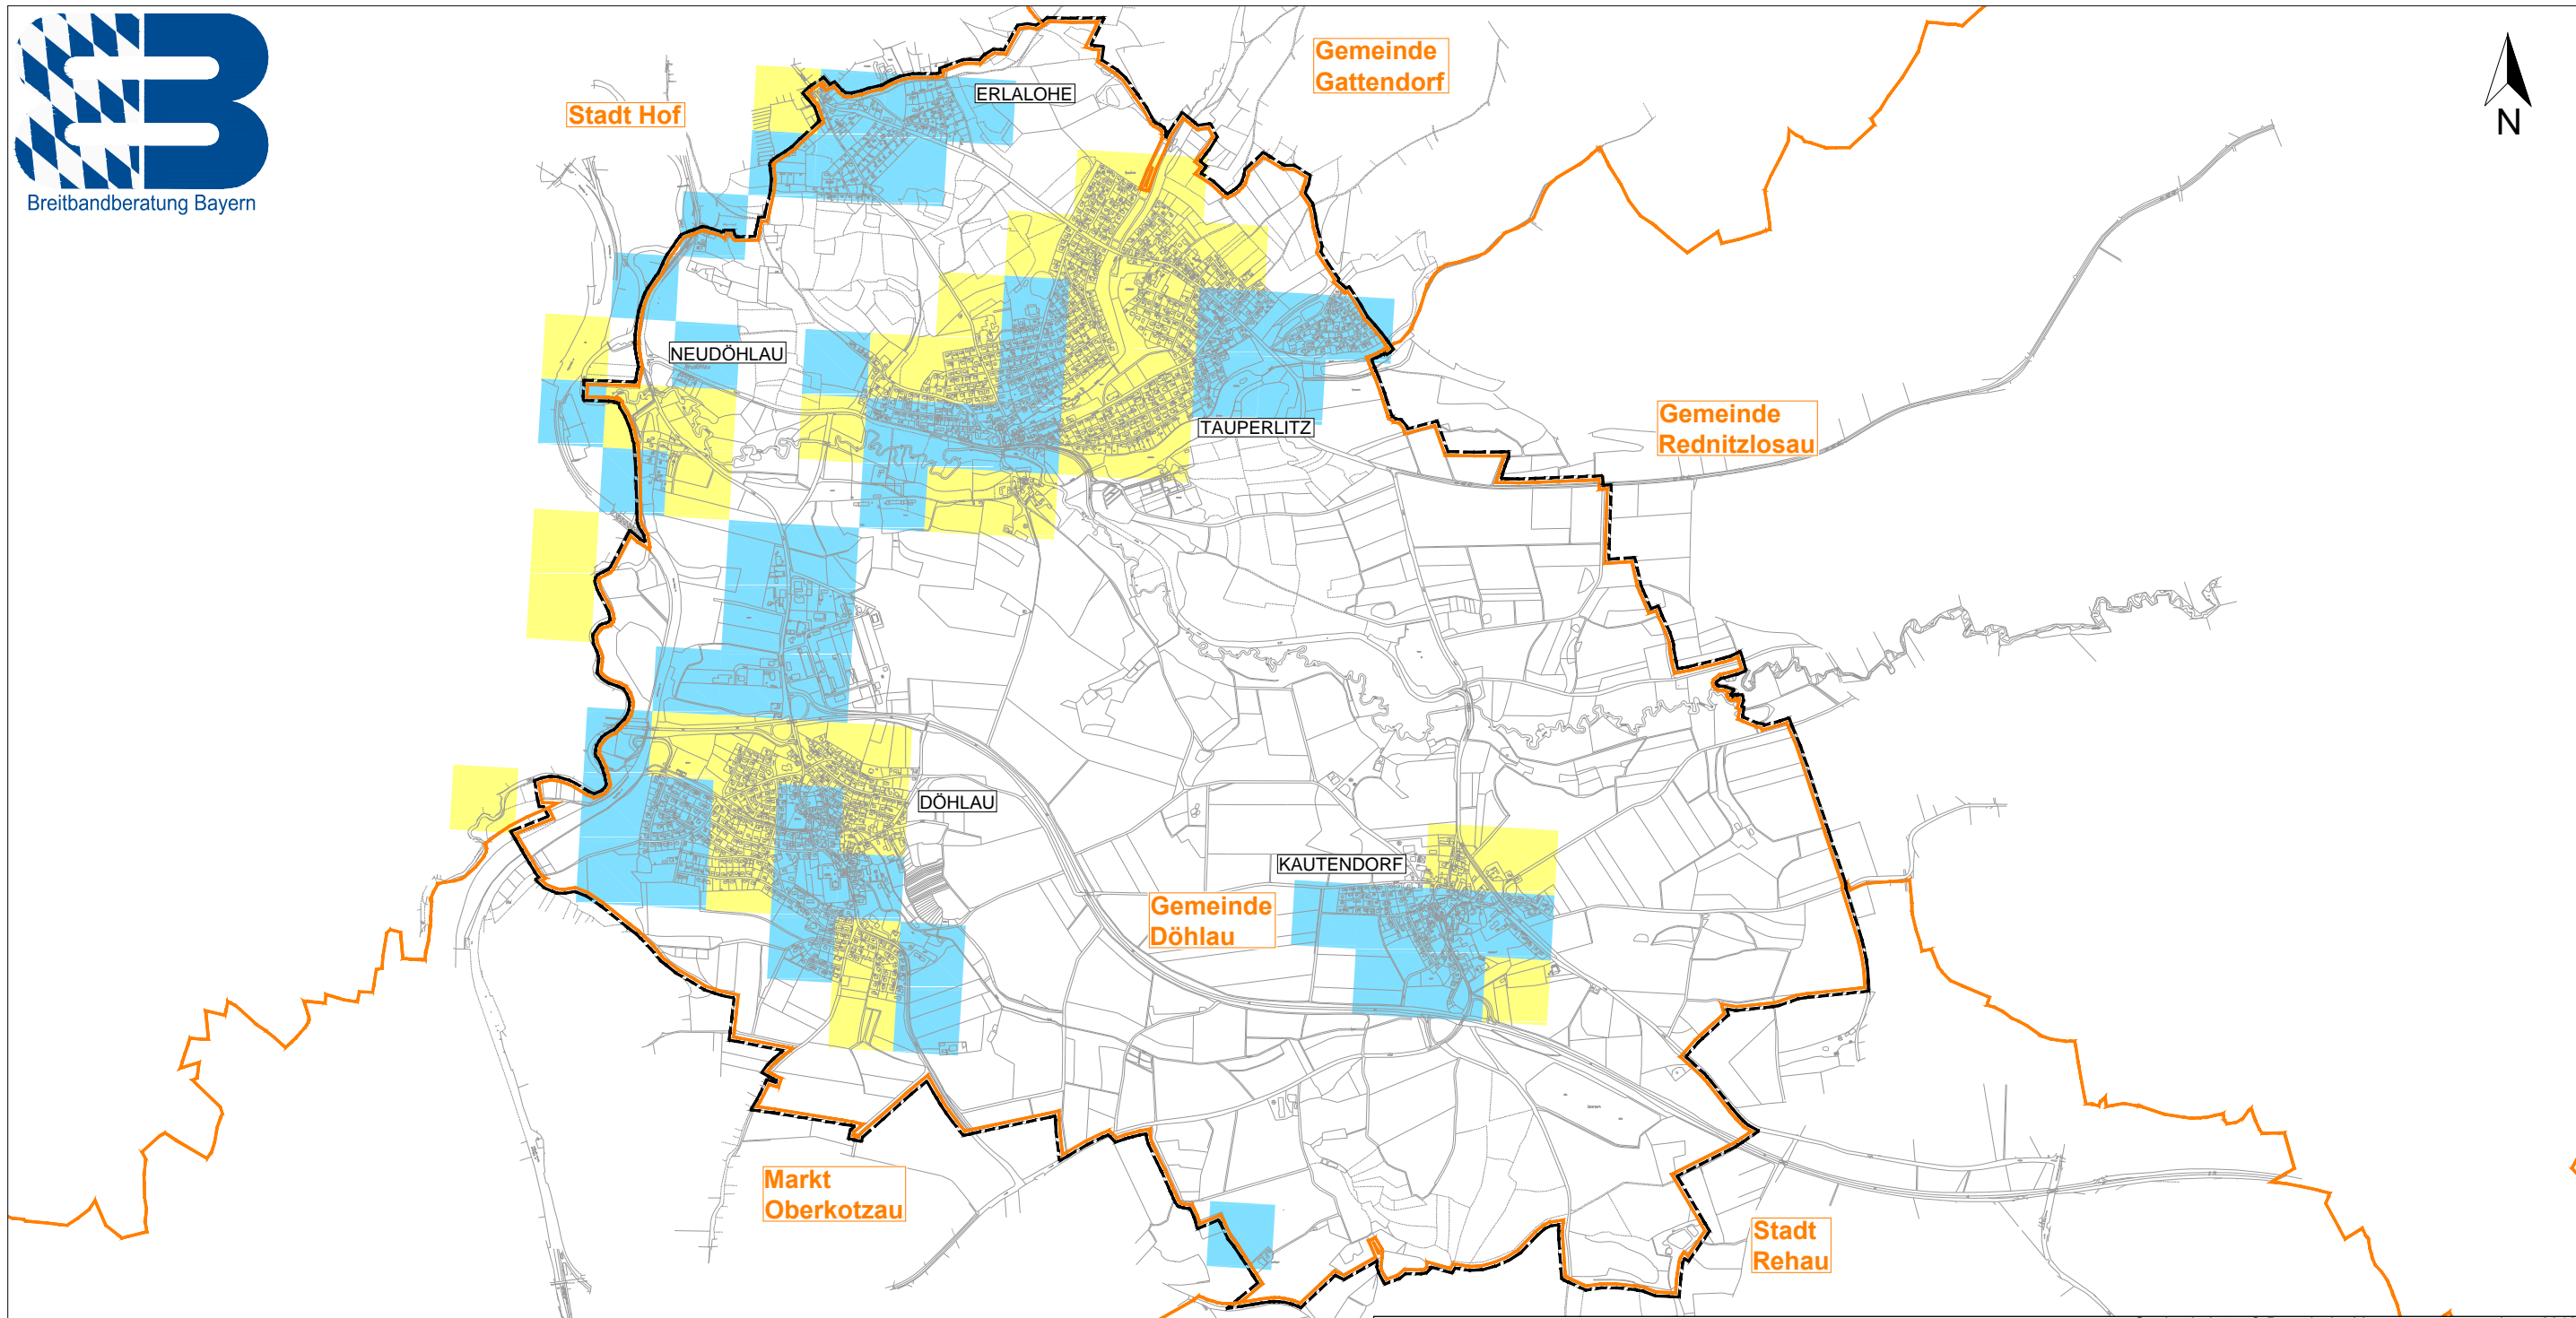 Breitbandberatung Bayern
Stadt Hof
ERLALOHE
Gemeinde
Gattendorf
N
NEUDÖHLAU
TAUPERLITZ
Gemeinde
Rednitzlosau
DÖHLAU
KAUTENDORF
Gemeinde
Döhlau
Markt
Oberkotzau
Stadt
Rehau